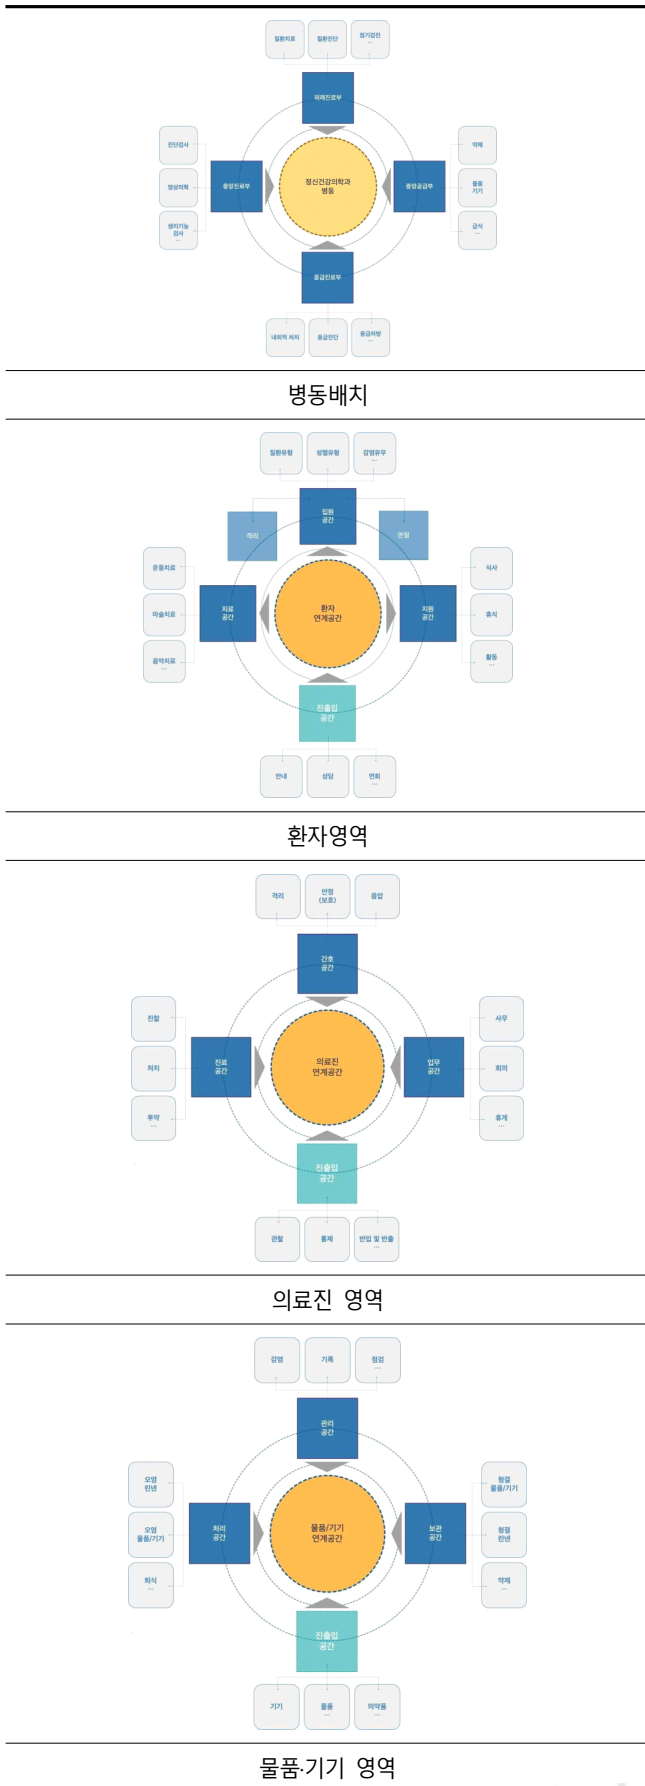 질환치료 질환진단 정기검진
...
외래진료부
진단검사
영상의학
생리기능
검사
...
중앙진료부
정신건강의학과
병동
중앙공급부
약제
물품
기기
급식
...
응급진료부
내외적 처치 응급진단 응급처방
...
병동배치
질환유형 성별유형 감염유무
...
입원
공간
격리 안정
운동치료
미술치료
음악치료
...
치료
공간
환자
연계공간
지원
공간
식사
휴식
활동
...
진출입
공간
안내 상담 면회
...
환자영역
격리 안정
(보호) 음압
간호
공간
진찰
처치
투약
...
진료
공간
의료진
연계공간
업무
공간
사무
회의
휴게
...
진출입
공간
관찰 통제 반입 및 반출
...
의료진 영역
감염 기록 점검
...
관리
공간
오염
린넨
오염
물품/기기
퇴식
...
처리
공간
물품/기기
연계공간
보관
공간
청결
물품/기기
청결
린넨
약제
...
진출입
공간
기기 물품
... 의약품
...
물품·기기 영역